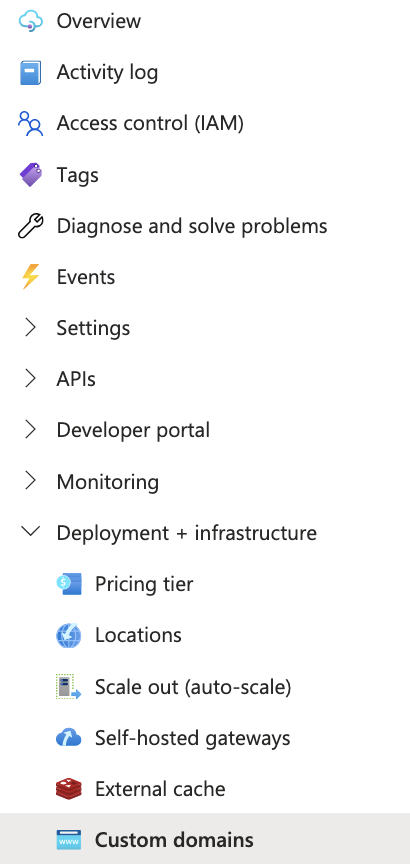 Overview
Activity log
Access control (IAM)
Tags
Diagnose and solve problems
Events
Settings
APIs
Developer portal
Monitoring
Deployment + infrastructure
Pricing tier
Locations
Scale out (auto-scale)
Self-hosted gateways
External cache
www Custom domains